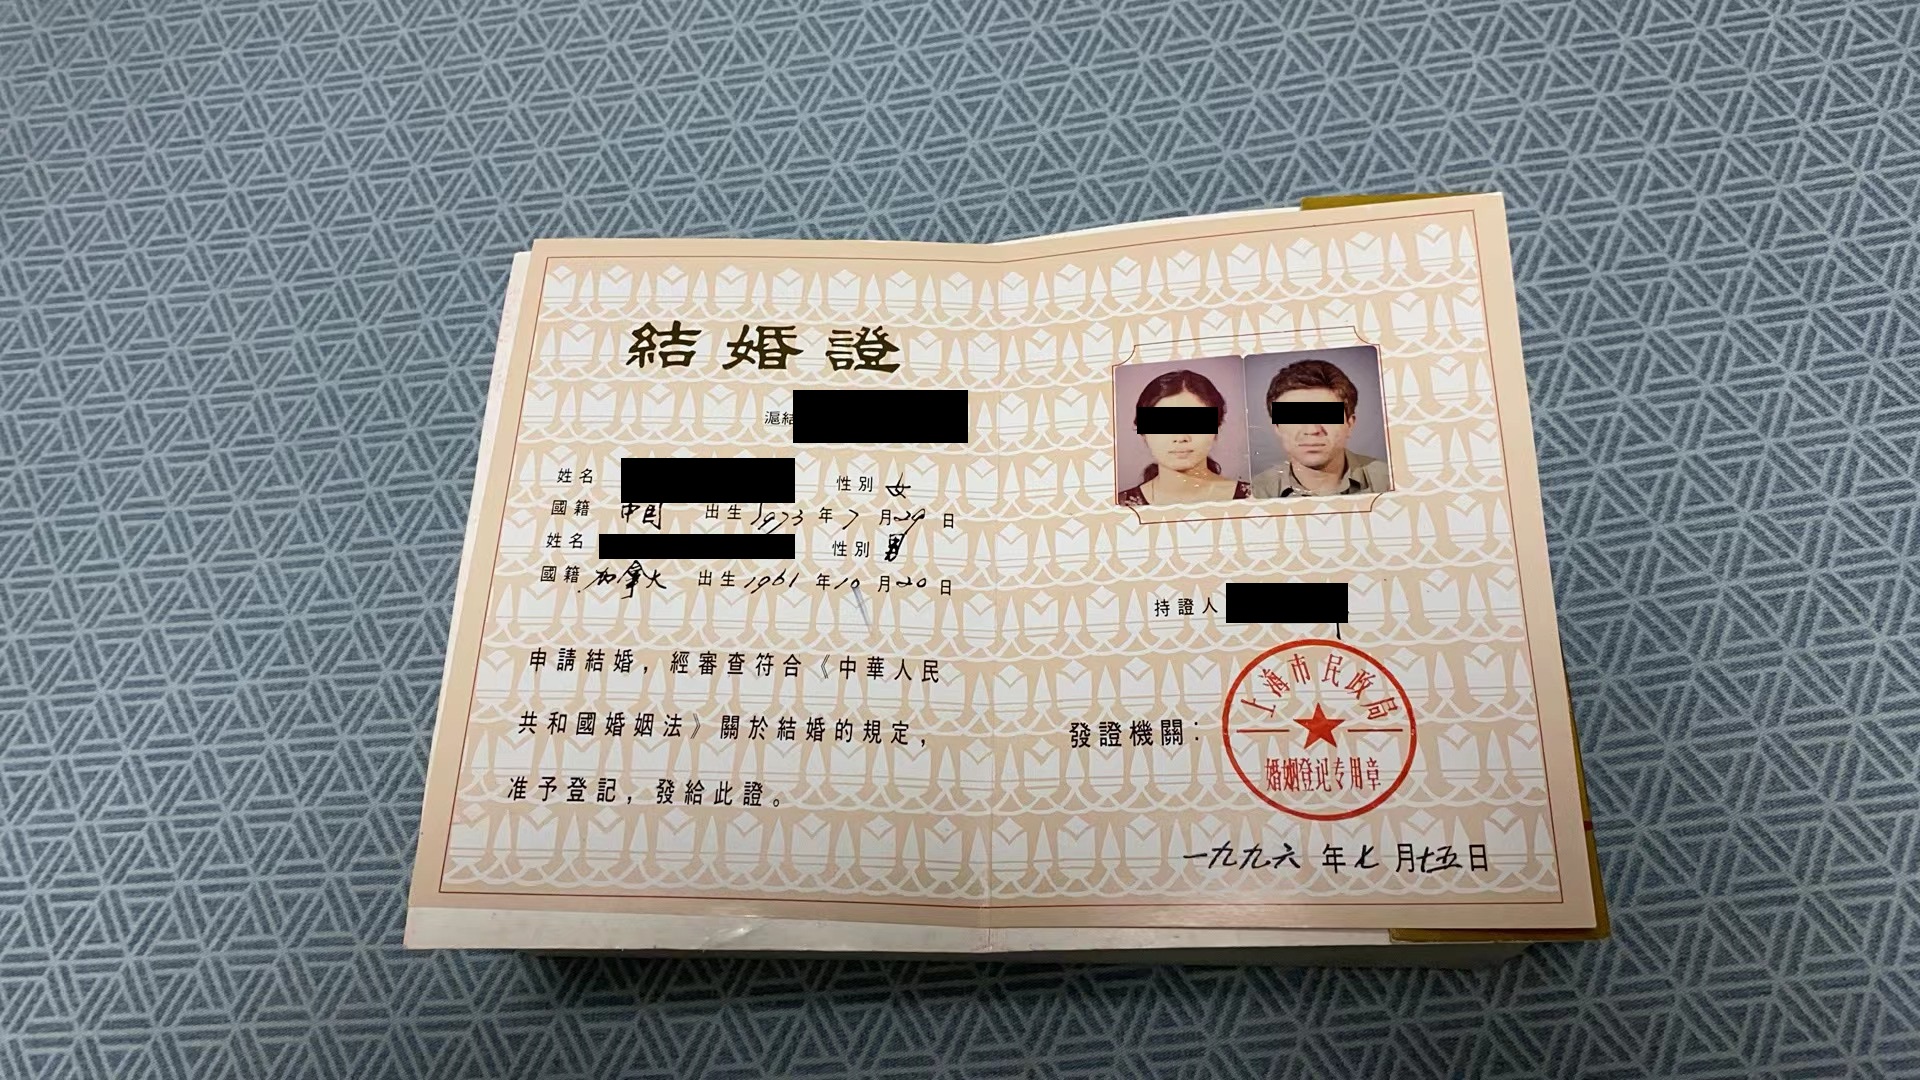 結婚證
滬結
姓名 性別 女
國籍 中国 出生 1973 年 7 月 29 日
姓名 性別 男
國籍 加拿大 出生 1961 年 10 月 20 日
申請結婚，經審查符合《中華人民
共和國婚姻法》關於結婚的規定，
准予登記，發給此證。
持證人
發證機關：
上海市民政局
婚姻登记专用章
一九九六 年 七 月 十五 日